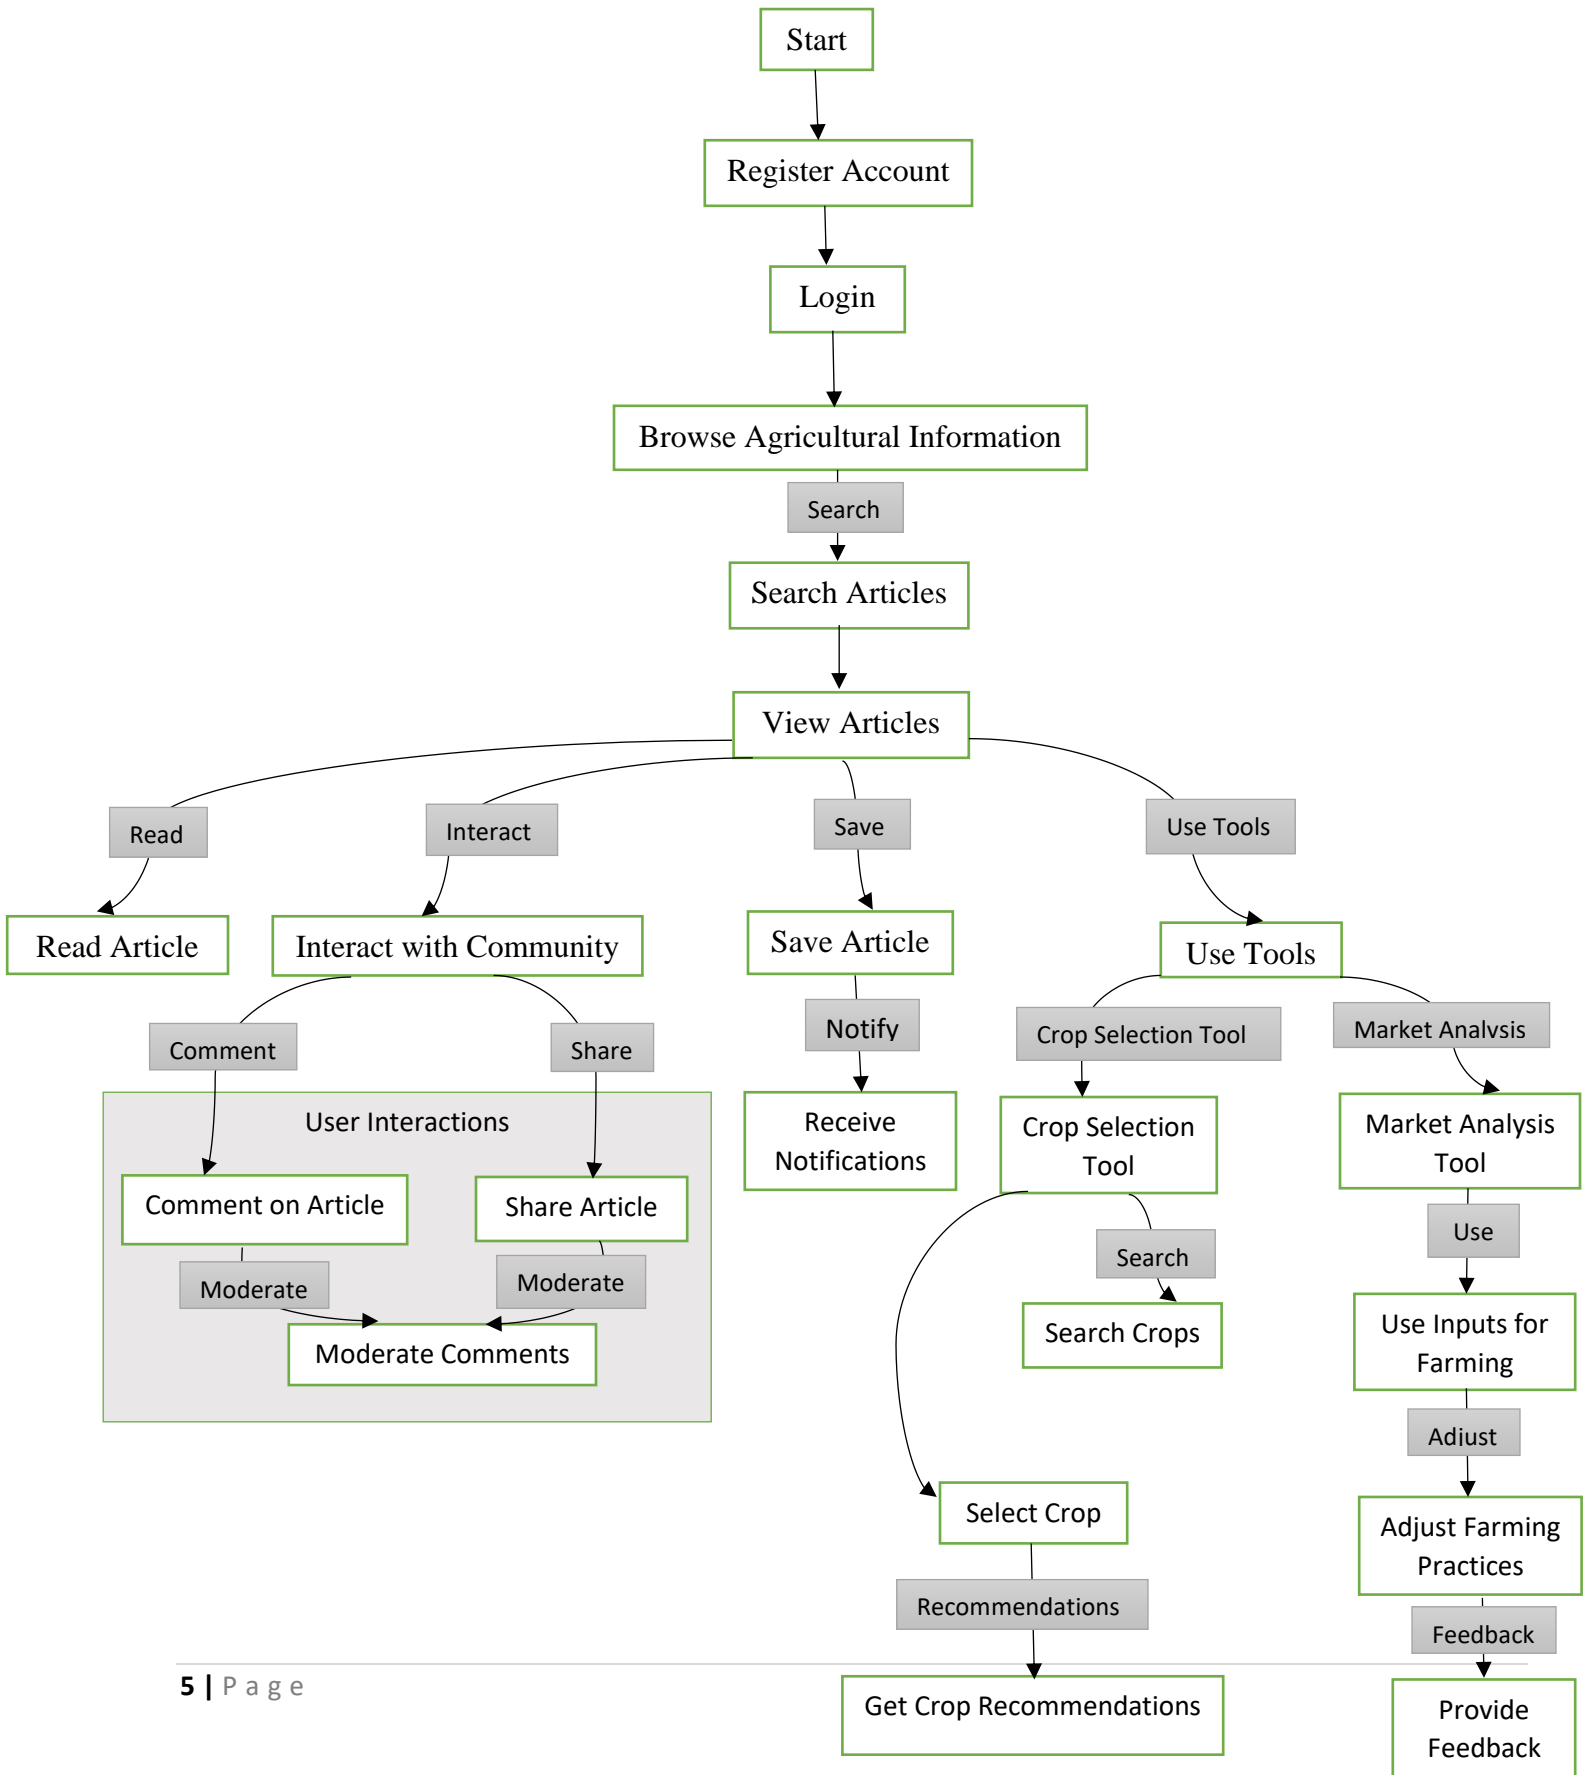 Start
Register Account
Login
Browse Agricultural Information
Search
Search Articles
View Articles
Read
Interact
Save
Use Tools
Read Article
Interact with Community
Save Article
Use Tools
Comment
Share
Notify
Crop Selection Tool
Market Analysis
User Interactions
Receive
Notifications
Crop Selection
Tool
Market Analysis
Tool
Comment on Article
Share Article
Use
Search
Moderate
Moderate
Search Crops
Use Inputs for
Farming
Moderate Comments
Adjust
Select Crop
Adjust Farming
Practices
Recommendations
Feedback
5 | Page
Get Crop Recommendations
Provide
Feedback